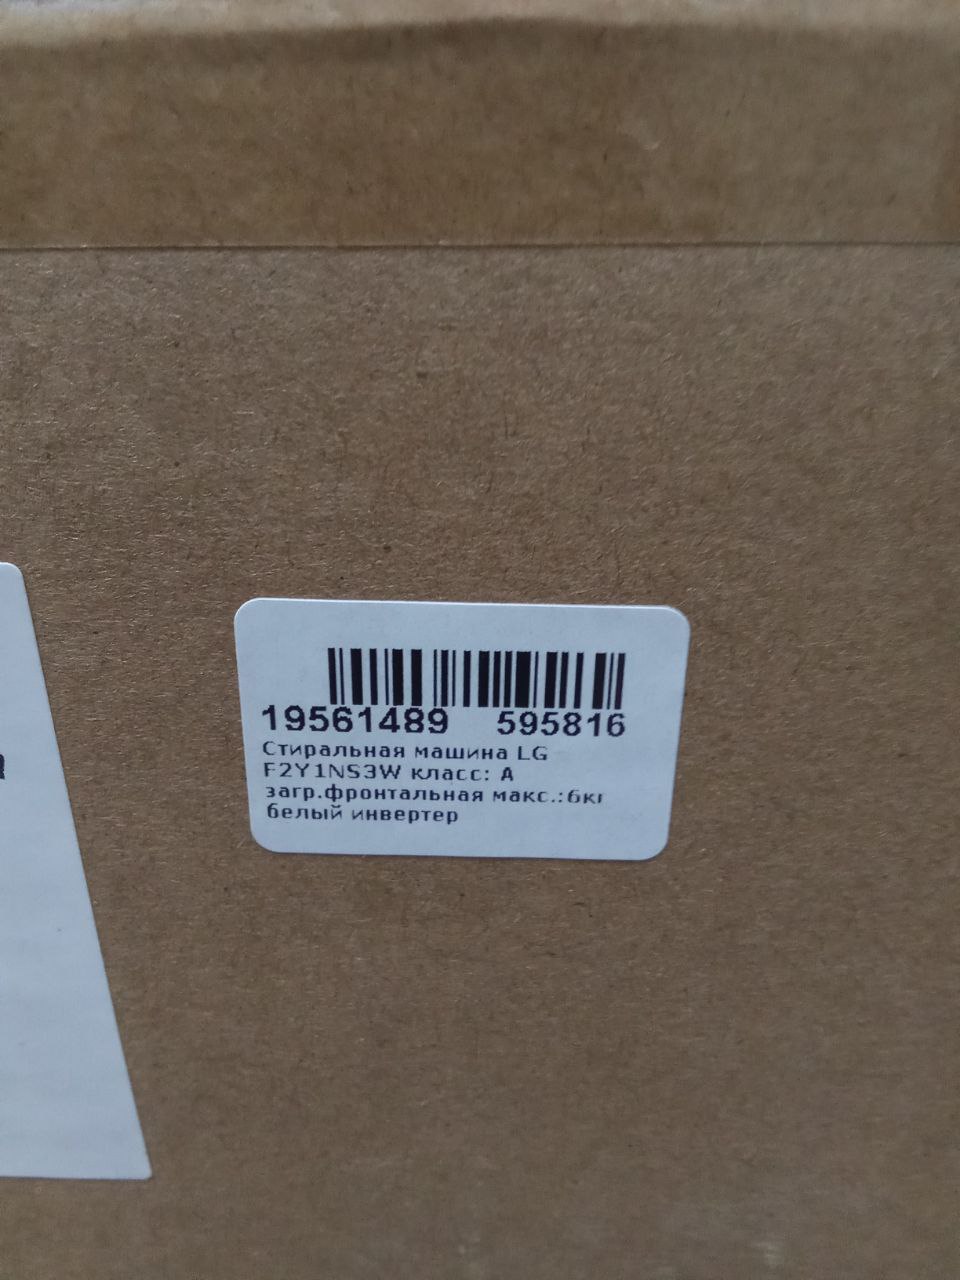 19561489 595816
Стиральная машина LG
F2Y1NS3W класс: A
загр.фронтальная макс.:6кг
белый инвертер